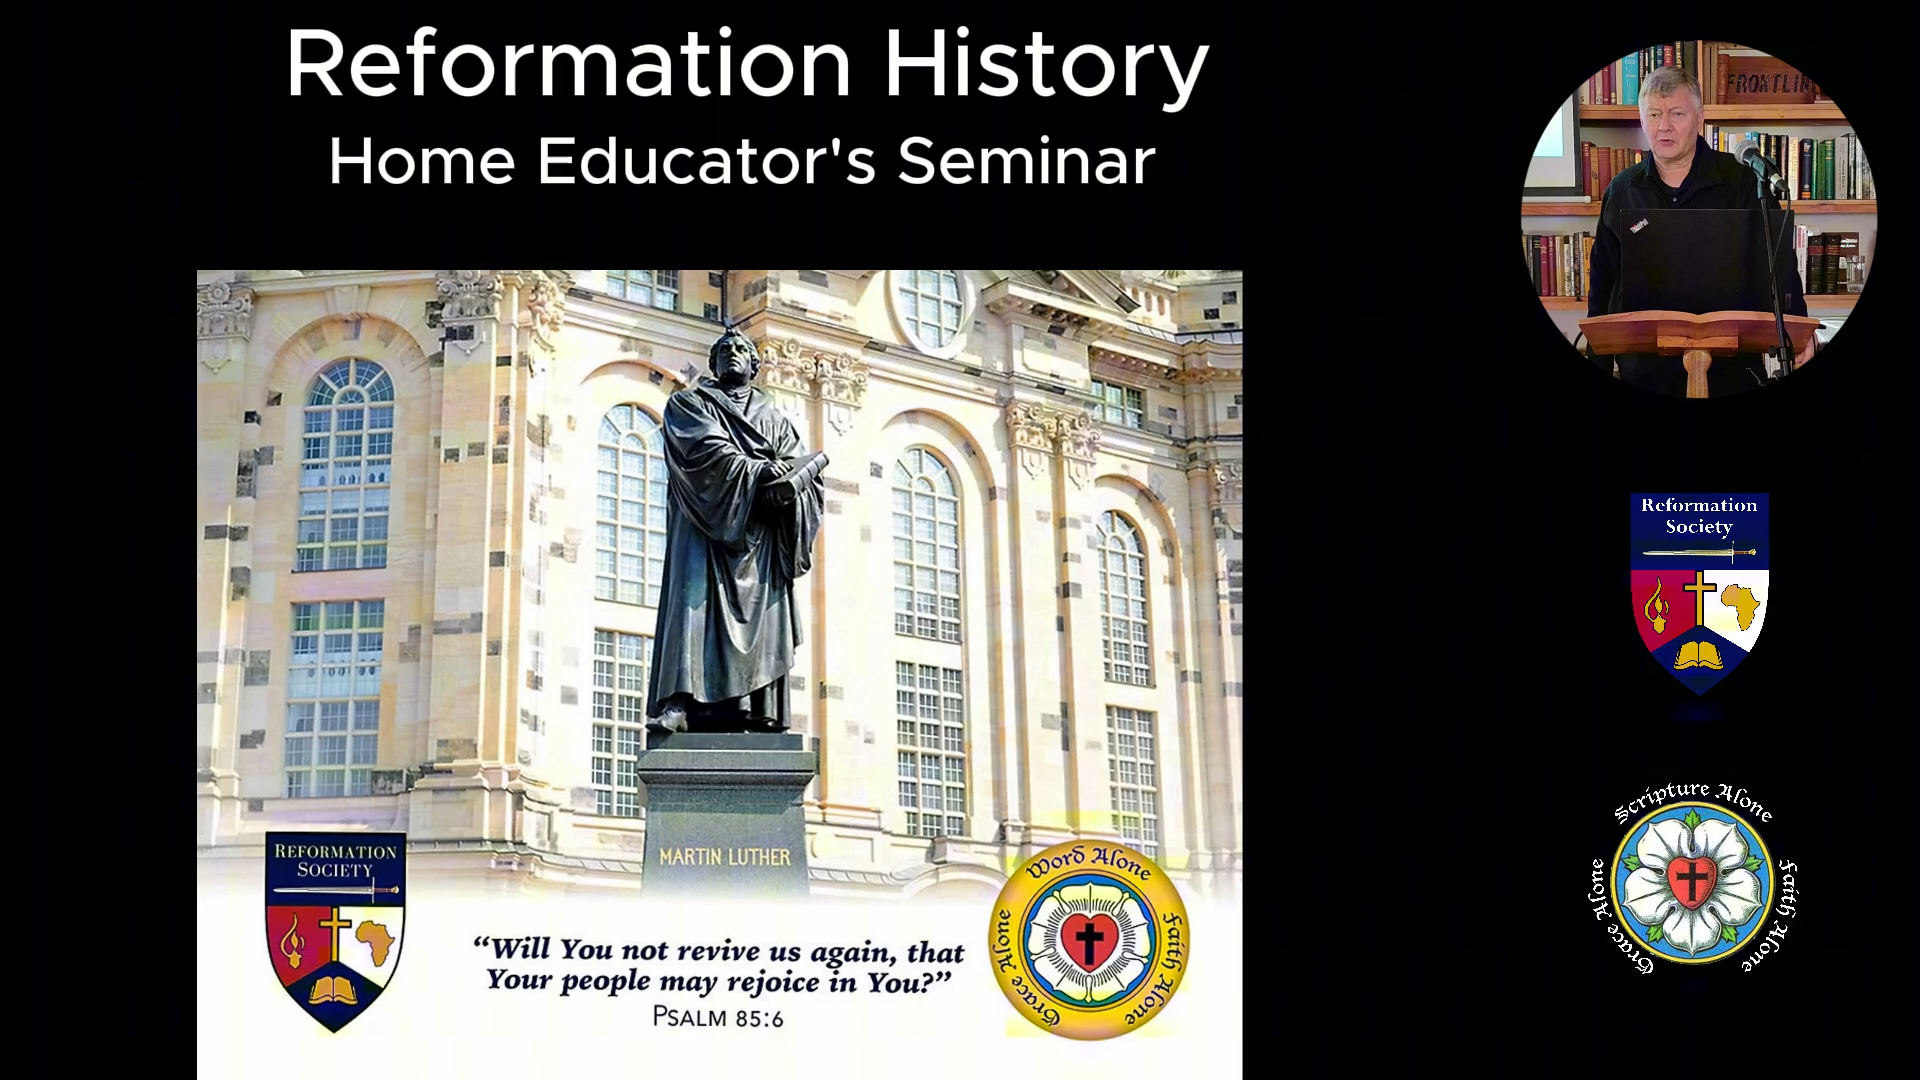 Reformation History
Home Educator's Seminar
FRONTLIN
ThinkPad
Reformation
Society
MARTIN LUTHER
REFORMATION
SOCIETY
Word Alone
Grace Alone
Faith Alone
“Will You not revive us again, that
Your people may rejoice in You?”
PSALM 85:6
Scripture Alone
Grace Alone
Faith Alone